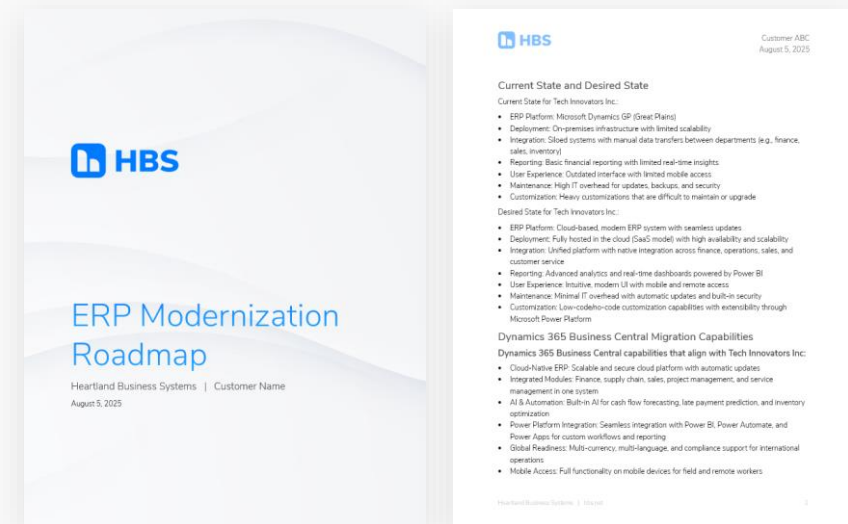 HBS
ERP Modernization
Roadmap
Heartland Business Systems | Customer Name
August 5, 2025
HBS
Customer ABC
August 5, 2025
Current State and Desired State
Current State for Tech Innovators Inc.:
• ERP Platform: Microsoft Dynamics GP (Great Plains)
• Deployment: On-premises infrastructure with limited scalability
• Integration: Siloed systems with manual data transfers between departments (e.g., finance,
sales, inventory)
• Reporting: Basic financial reporting with limited real-time insights
• User Experience: Outdated interface with limited mobile access
• Maintenance: High IT overhead for updates, backups, and security
• Customization: Heavy customizations that are difficult to maintain or upgrade
Desired State for Tech Innovators Inc.:
• ERP Platform: Cloud-based, modern ERP system with seamless updates
• Deployment: Fully hosted in the cloud (SaaS model) with high availability and scalability
• Integration: Unified platform with native integration across finance, operations, sales, and
customer service
• Reporting: Advanced analytics and real-time dashboards powered by Power BI
• User Experience: Intuitive, modern UI with mobile and remote access
• Maintenance: Minimal IT overhead with automatic updates and built-in security
• Customization: Low-code/no-code customization capabilities with extensibility through
Microsoft Power Platform
Dynamics 365 Business Central Migration Capabilities
Dynamics 365 Business Central capabilities that align with Tech Innovators Inc:
• Cloud-Native ERP: Scalable and secure cloud platform with automatic updates
• Integrated Modules: Finance, supply chain, sales, project management, and service
management in one system
• AI & Automation: Built-in AI for cash flow forecasting, late payment prediction, and inventory
optimization
• Power Platform Integration: Seamless integration with Power BI, Power Automate, and
Power Apps for custom workflows and reporting
• Global Readiness: Multi-currency, multi-language, and compliance support for international
operations
• Mobile Access: Full functionality on mobile devices for field and remote workers
Heartland Business Systems |